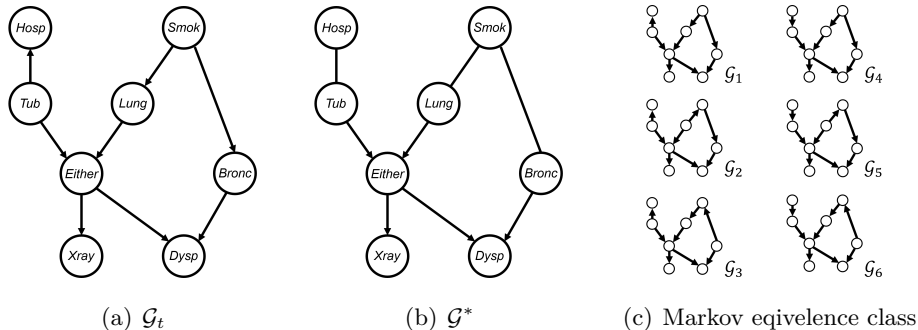 Hosp
Smok
Tub
Lung
Either
Bronc
Xray
Dysp
(a) 𝒢ₜ
Hosp
Smok
Tub
Lung
Either
Bronc
Xray
Dysp
(b) 𝒢*
𝒢₁
𝒢₄
𝒢₂
𝒢₅
𝒢₃
𝒢₆
(c) Markov eqivelence class